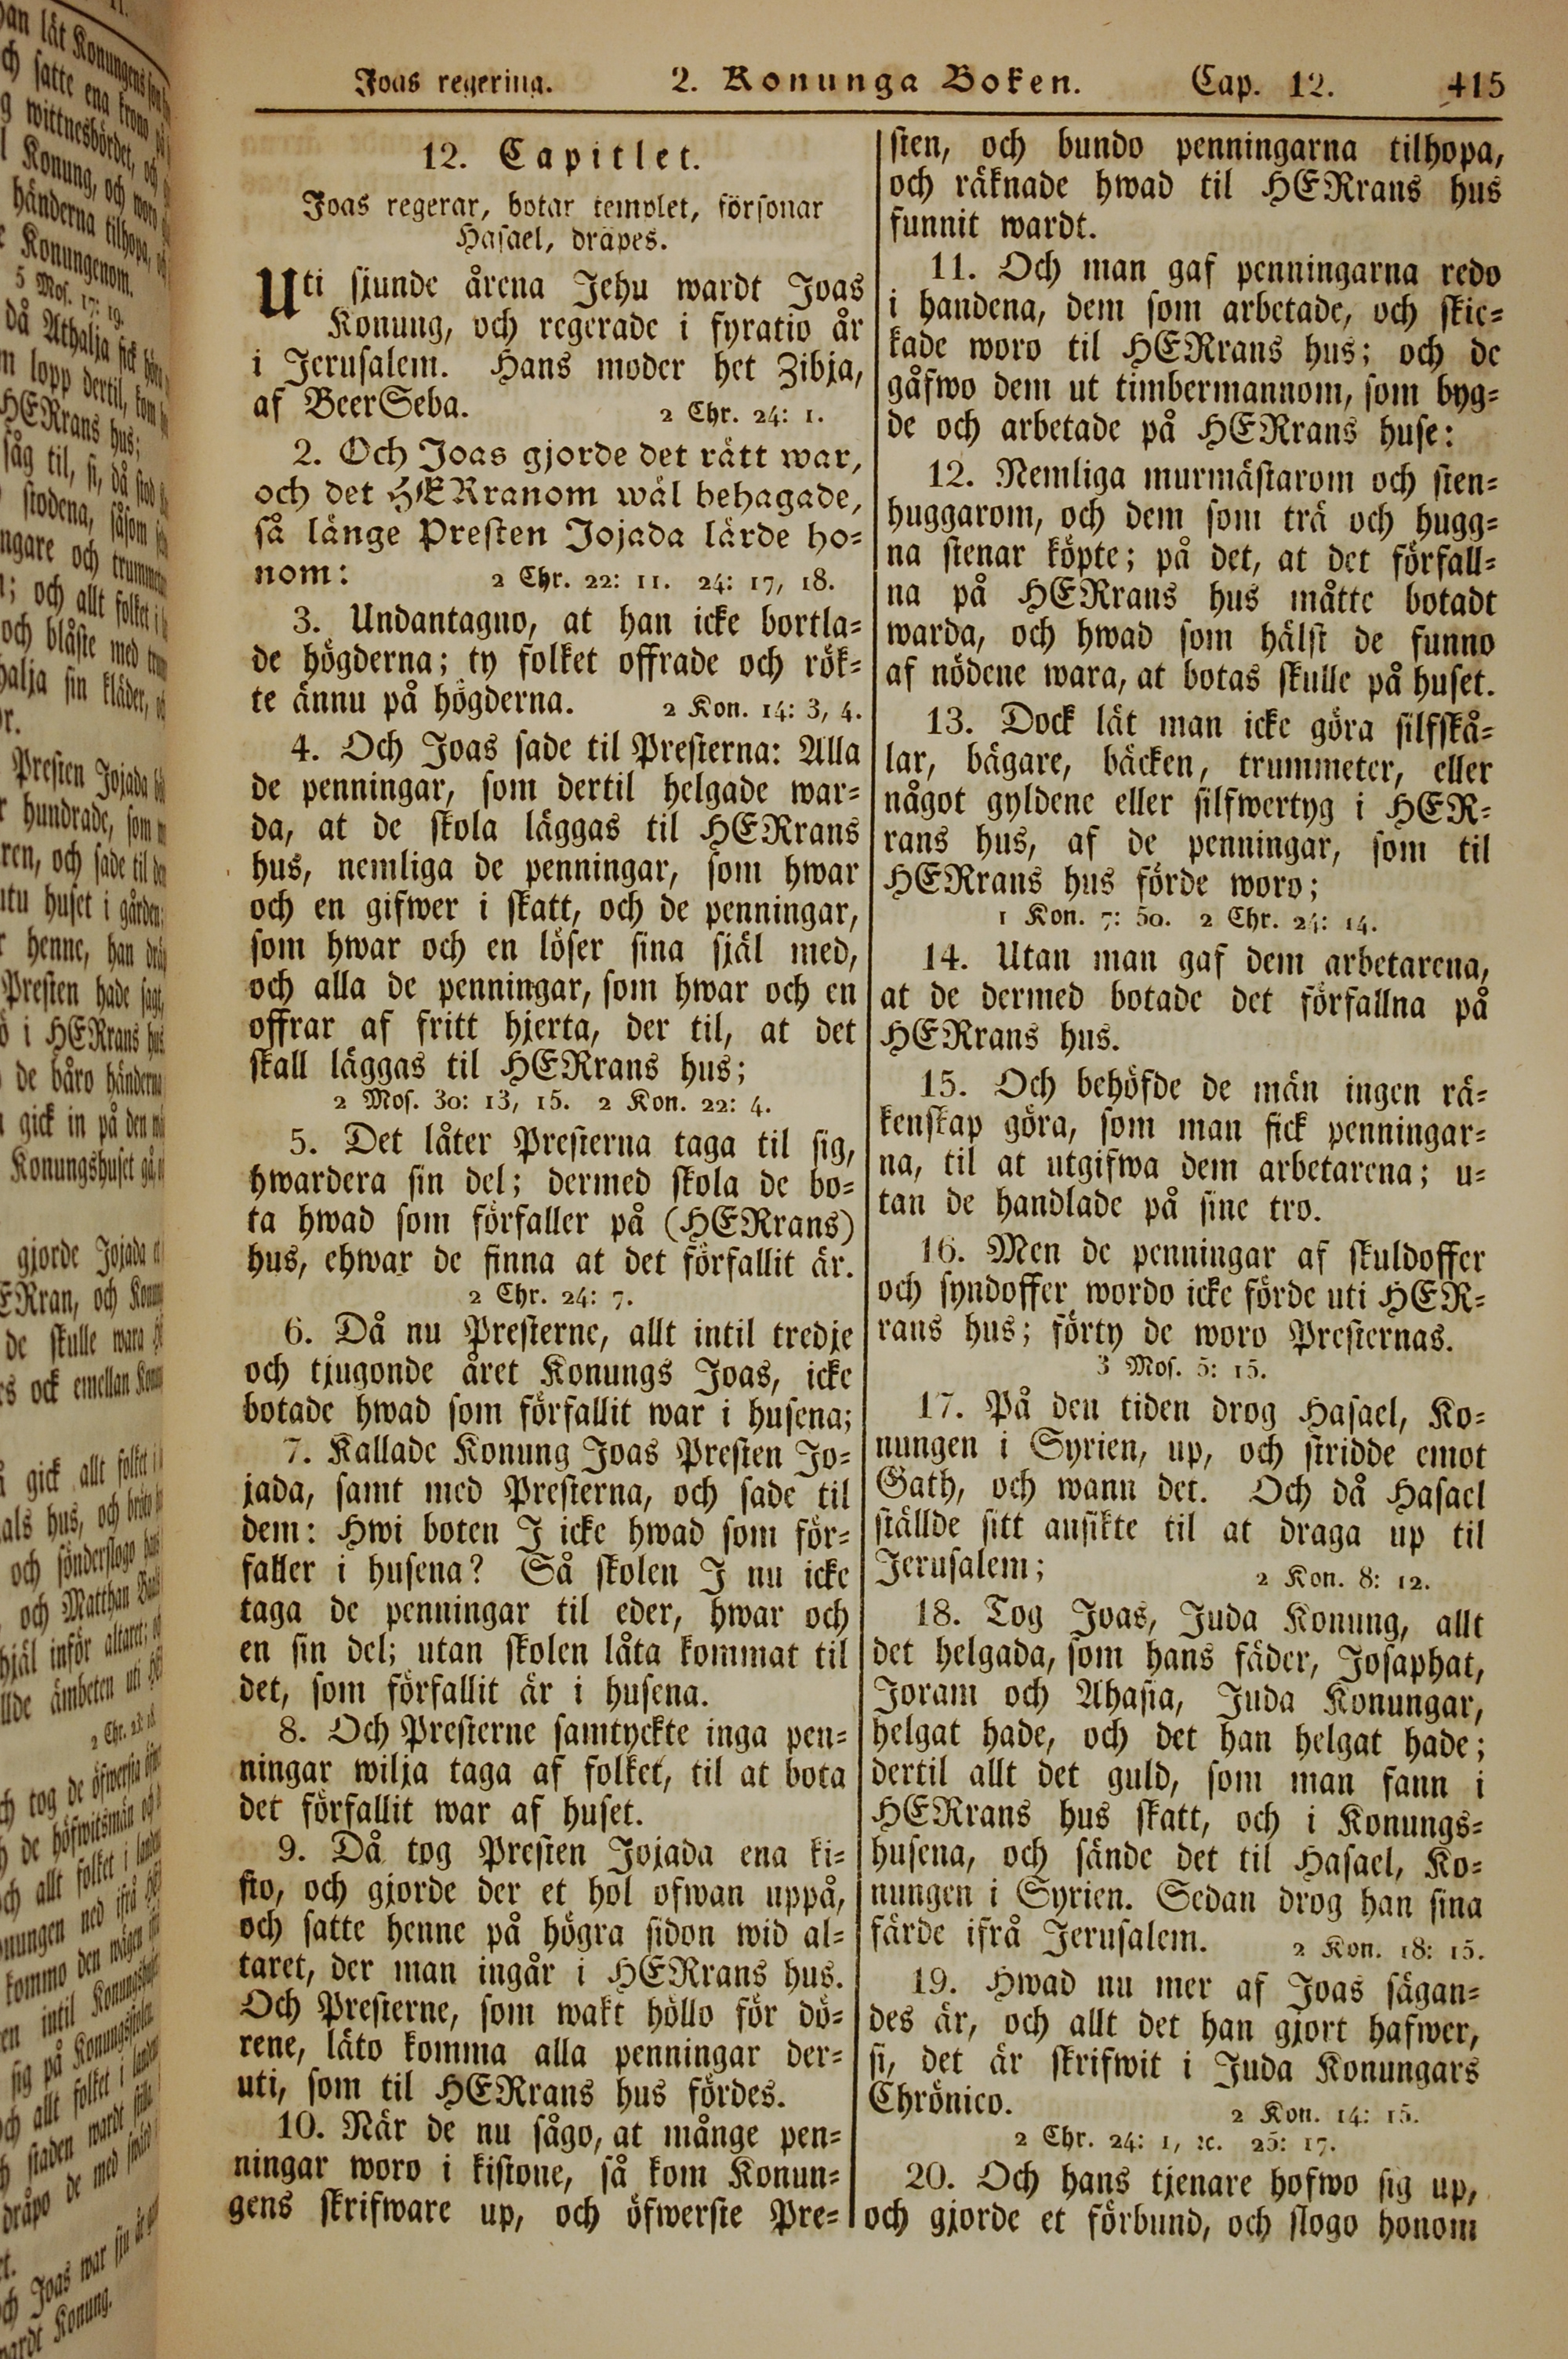 Joas regering. 2. Konunga Boken. Cap. 12. 415
12. Capitlet.
Joas regerar, botar templet, försonar
Hasael, dräpes.
Uti sjunde årena Jehu wardt Joas
Konung, och regerade i fyratio år
i Jerusalem. Hans moder het Zibja,
af BeerSeba. 2 Chr. 24: 1.
2. Och Joas gjorde det rätt war,
och det HERranom wäl behagade,
så länge Presten Jojada lärde ho-
nom: 2 Chr. 22: 11. 24: 17, 18.
3. Undantagno, at han icke bortla-
de högderna; ty folket offrade och rök-
te ännu på högderna. 2 Kon. 14: 3, 4.
4. Och Joas sade til Presterna: Alla
de penningar, som dertil helgade war-
da, at de skola läggas til HERrans
hus, nemliga de penningar, som hwar
och en gifwer i skatt, och de penningar,
som hwar och en löser sina själ med,
och alla de penningar, som hwar och en
offrar af fritt hjerta, der til, at det
skall läggas til HERrans hus;
2 Mos. 30: 13, 15. 2 Kon. 22: 4.
5. Det låter Presterna taga til sig,
hwardera sin del; dermed skola de bo-
ta hwad som förfaller på (HERrans)
hus, ehwar de finna at det förfallit är.
2 Chr. 24: 7.
6. Då nu Presterne, allt intil tredje
och tjugonde året Konungs Joas, icke
botade hwad som förfallit war i husena;
7. Kallade Konung Joas Presten Jo-
jada, samt med Presterna, och sade til
dem: Hwi boten I icke hwad som för-
faller i husena? Så skolen I nu icke
taga de penningar til eder, hwar och
en sin del; utan skolen låta kommat til
det, som förfallit är i husena.
8. Och Presterne samtyckte inga pen-
ningar wilja taga af folket, til at bota
det förfallit war af huset.
9. Då tog Presten Jojada ena ki-
sto, och gjorde der et hol ofwan uppå,
och satte henne på högra sidon wid al-
taret, der man ingår i HERrans hus.
Och Presterne, som wakt höllo för dö-
rene, läto komma alla penningar der-
uti, som til HERrans hus fördes.
10. När de nu sågo, at månge pen-
ningar woro i kistone, så kom Konun-
gens skrifware up, och öfwerste Pre-
sten, och bundo penningarna tilhopa,
och räknade hwad til HERrans hus
funnit wardt.
11. Och man gaf penningarna redo
i handena, dem som arbetade, och skic-
kade woro til HERrans hus; och de
gåfwo dem ut timbermannom, som byg-
de och arbetade på HERrans huse:
12. Nemliga murmästarom och sten-
huggarom, och dem som trä och hugg-
na stenar köpte; på det, at det förfall-
na på HERrans hus måtte botadt
warda, och hwad som hälst de funno
af nödene wara, at botas skulle på huset.
13. Dock lät man icke göra silfskå-
lar, bägare, bäcken, trummeter, eller
något gyldene eller silfwertyg i HER-
rans hus, af de penningar, som til
HERrans hus förde woro;
1 Kon. 7: 50. 2 Chr. 24: 14.
14. Utan man gaf dem arbetarena,
at de dermed botade det förfallna på
HERrans hus.
15. Och behöfde de män ingen rä-
kenskap göra, som man fick penningar-
na, til at utgifwa dem arbetarena; u-
tan de handlade på sine tro.
16. Men de penningar af skuldoffer
och syndoffer wordo icke förde uti HER-
rans hus; förty de woro Presternas.
3 Mos. 5: 15.
17. På den tiden drog Hasael, Ko-
nungen i Syrien, up, och stridde emot
Gath, och wann det. Och då Hasael
ställde sitt ansikte til at draga up til
Jerusalem; 2 Kon. 8: 12.
18. Tog Joas, Juda Konung, allt
det helgada, som hans fäder, Josaphat,
Joram och Ahasia, Juda Konungar,
helgat hade, och det han helgat hade;
dertil allt det guld, som man fann i
HERrans hus skatt, och i Konungs-
husena, och sände det til Hasael, Ko-
nungen i Syrien. Sedan drog han sina
färde ifrå Jerusalem. 2 Kon. 18: 15.
19. Hwad nu mer af Joas sägan-
des är, och allt det han gjort hafwer,
si, det är skrifwit i Juda Konungars
Chrönico. 2 Kon. 14: 15.
2 Chr. 24: 1, ꝛc. 25: 17.
20. Och hans tjenare hofwo sig up,
och gjorde et förbund, och slogo honom